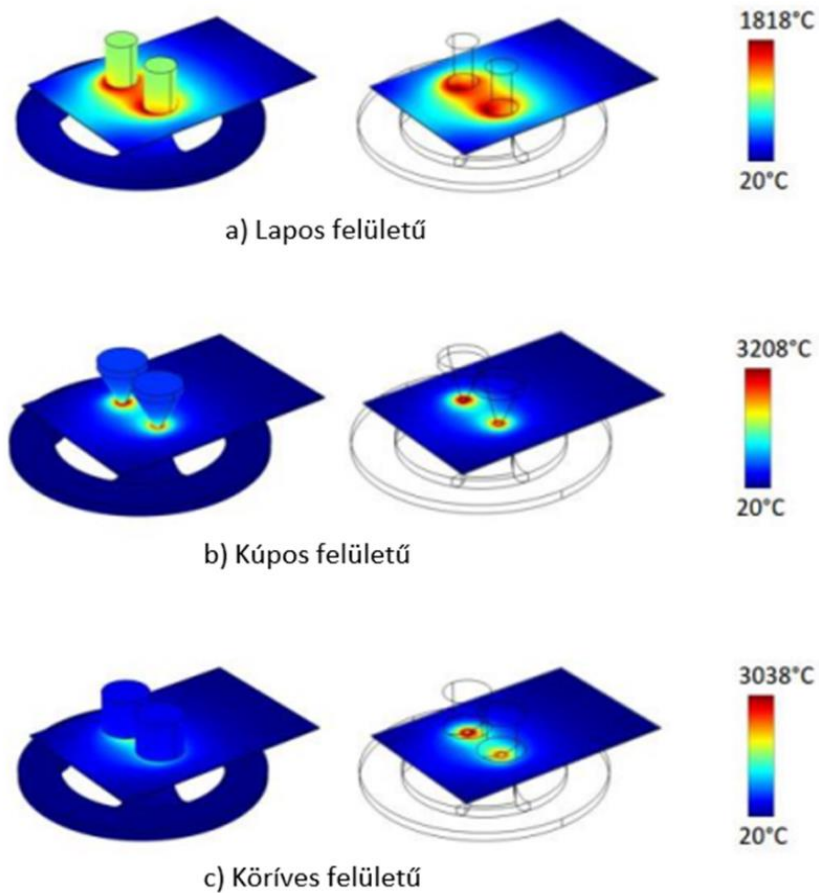 1818°C
20°C
a) Lapos felületű
3208°C
20°C
b) Kúpos felületű
3038°C
20°C
c) Köríves felületű